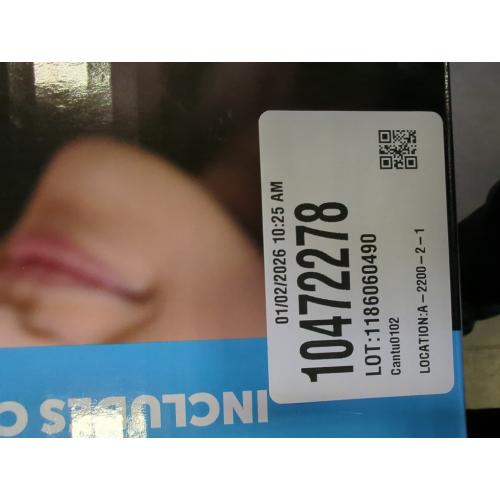 01/02/2026 10:25 AM
10472278
LOT:1186060490
Cantu0102
LOCATION:A-2200-2-1
INCLUDES